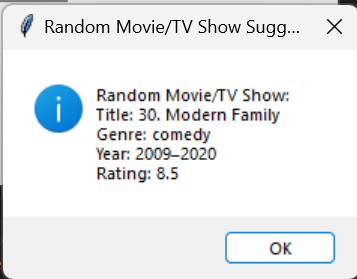 Random Movie/TV Show Sugg...
Random Movie/TV Show:
Title: 30. Modern Family
Genre: comedy
Year: 2009–2020
Rating: 8.5
OK